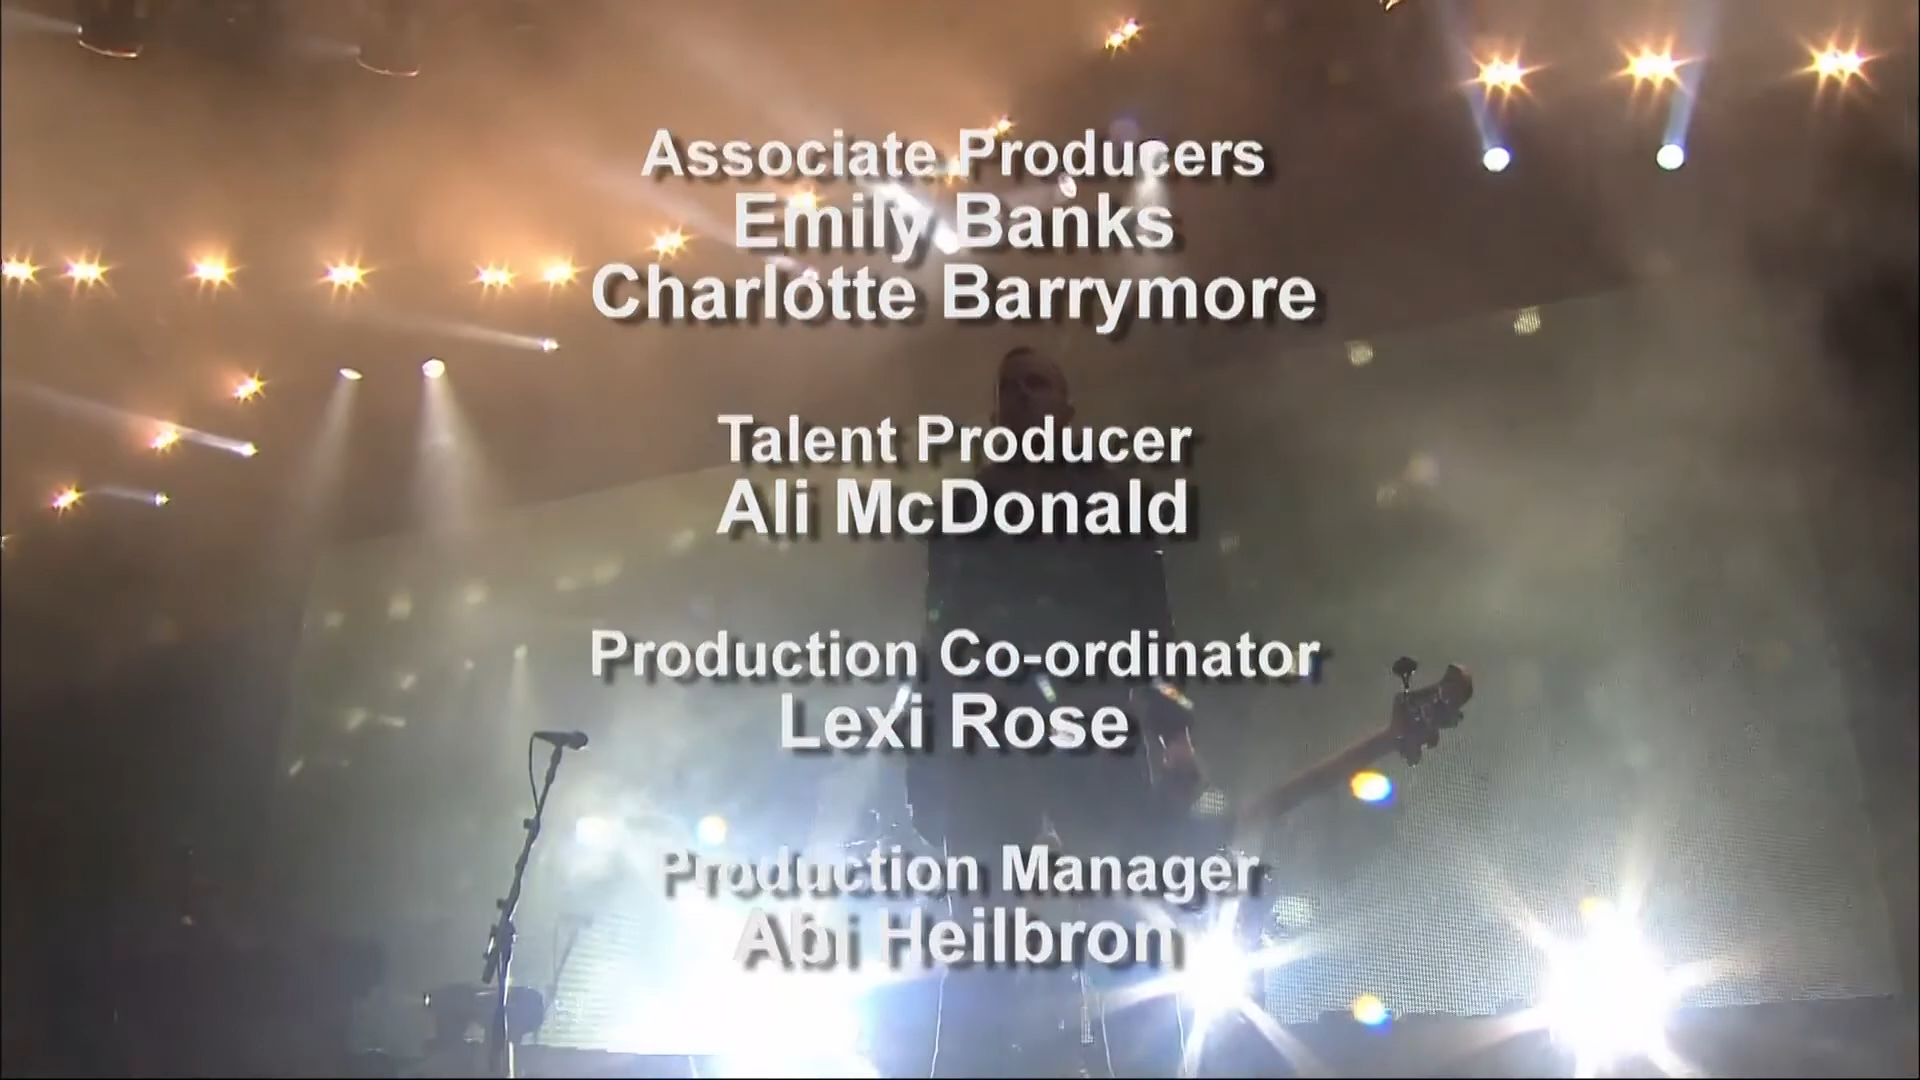 Associate Producers
Emily Banks
Charlotte Barrymore
Talent Producer
Ali McDonald
Production Co-ordinator
Lexi Rose
Production Manager
Abi Heilbron